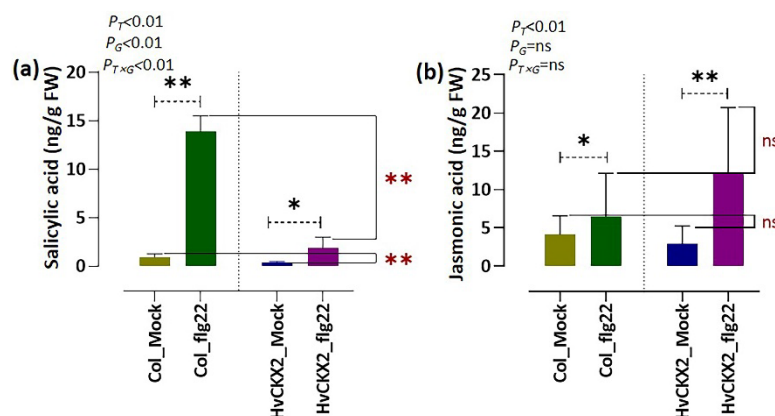 P_T<0.01
P_G<0.01
P_T×G<0.01
(a)
Salicylic acid (ng/g FW)
20
15
10
5
0
**
*
**
**
Col_Mock
Col_flg22
HvCKX2_Mock
HvCKX2_flg22
P_T<0.01
P_G=ns
P_T×G=ns
(b)
Jasmonic acid (ng/g FW)
25
20
15
10
5
0
*
**
ns
ns
Col_Mock
Col_flg22
HvCKX2_Mock
HvCKX2_flg22